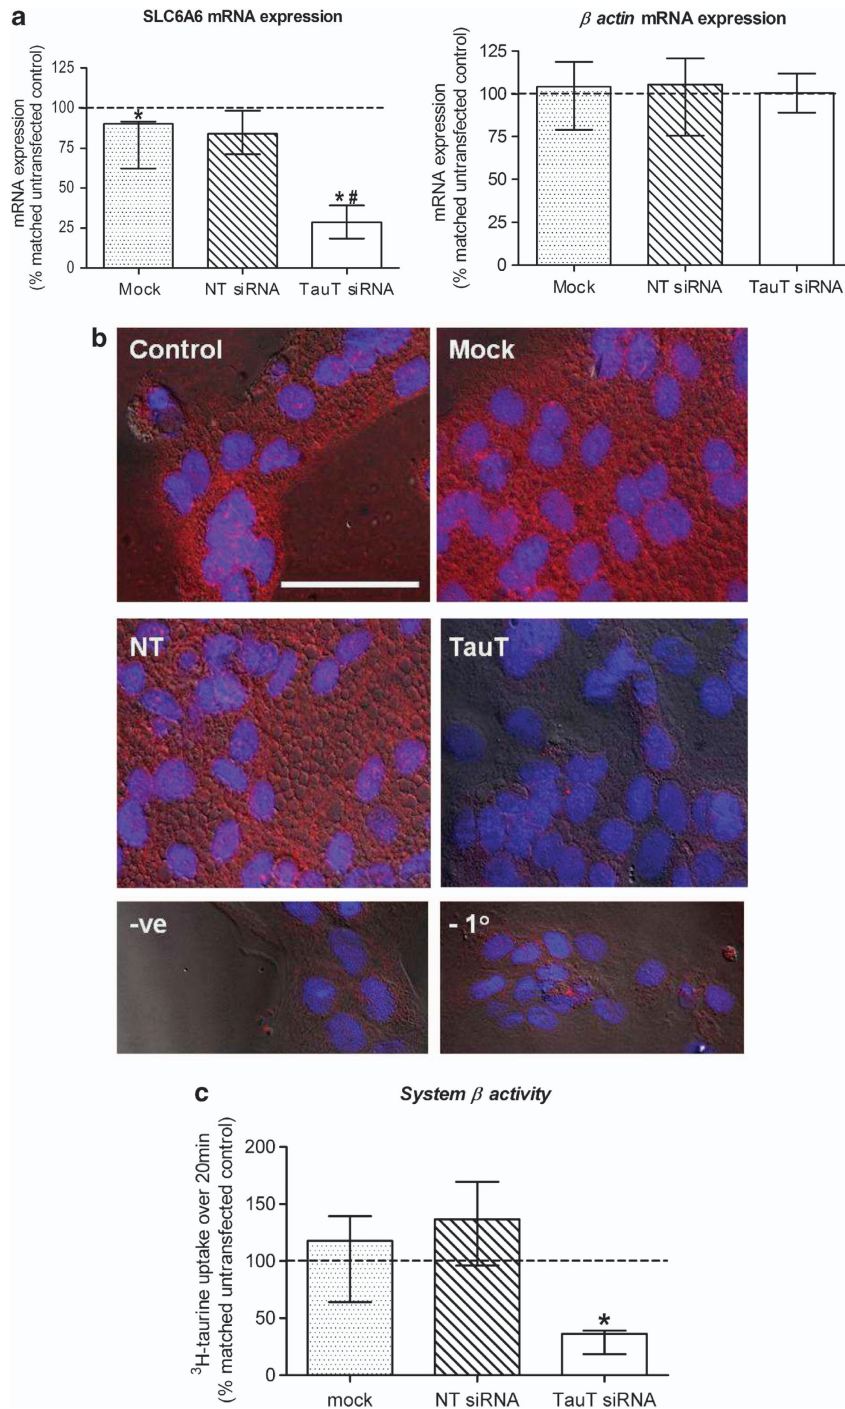 a
SLC6A6 mRNA expression
mRNA expression
(% matched untransfected control)
125
100
75
50
25
0
*
* #
Mock NT siRNA TauT siRNA
β actin mRNA expression
mRNA expression
(% matched untransfected control)
125
100
75
50
25
0
Mock NT siRNA TauT siRNA
b
Control
Mock
NT
TauT
-ve
- 1°
c
System β activity
³H-taurine uptake over 20min
(% matched untransfected control)
200
150
100
50
0
*
mock NT siRNA TauT siRNA